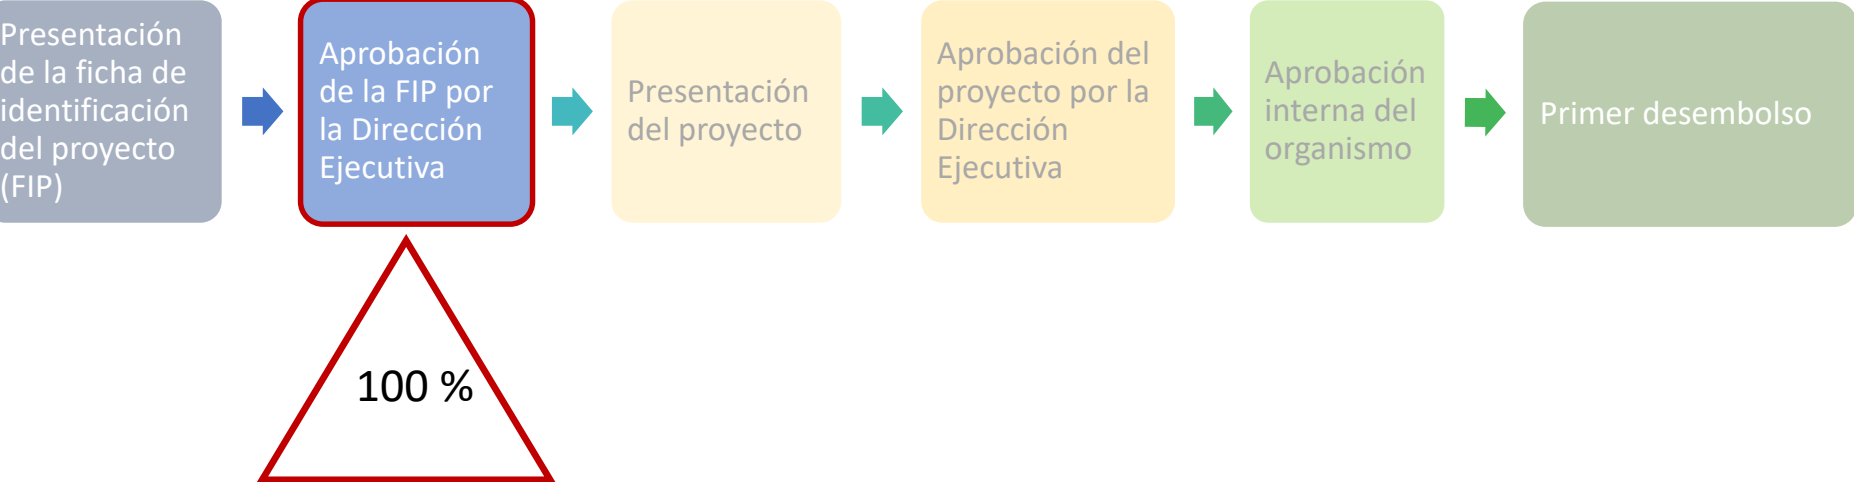 Presentación
de la ficha de
identificación
del proyecto
(FIP)
Aprobación
de la FIP por
la Dirección
Ejecutiva
Presentación
del proyecto
Aprobación del
proyecto por la
Dirección
Ejecutiva
Aprobación
interna del
organismo
Primer desembolso
100 %